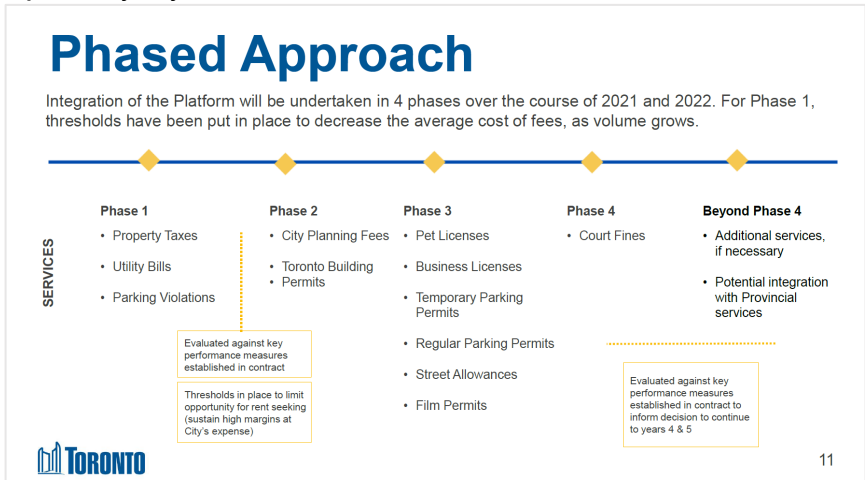 Phased Approach
Integration of the Platform will be undertaken in 4 phases over the course of 2021 and 2022. For Phase 1,
thresholds have been put in place to decrease the average cost of fees, as volume grows.
SERVICES
Phase 1
• Property Taxes
• Utility Bills
• Parking Violations
Evaluated against key
performance measures
established in contract
Thresholds in place to limit
opportunity for rent seeking
(sustain high margins at
City's expense)
Phase 2
• City Planning Fees
• Toronto Building
• Permits
Phase 3
• Pet Licenses
• Business Licenses
• Temporary Parking
Permits
• Regular Parking Permits
• Street Allowances
• Film Permits
Phase 4
• Court Fines
Beyond Phase 4
• Additional services,
if necessary
• Potential integration
with Provincial
services
Evaluated against key
performance measures
established in contract to
inform decision to continue
to years 4 & 5
TORONTO
11